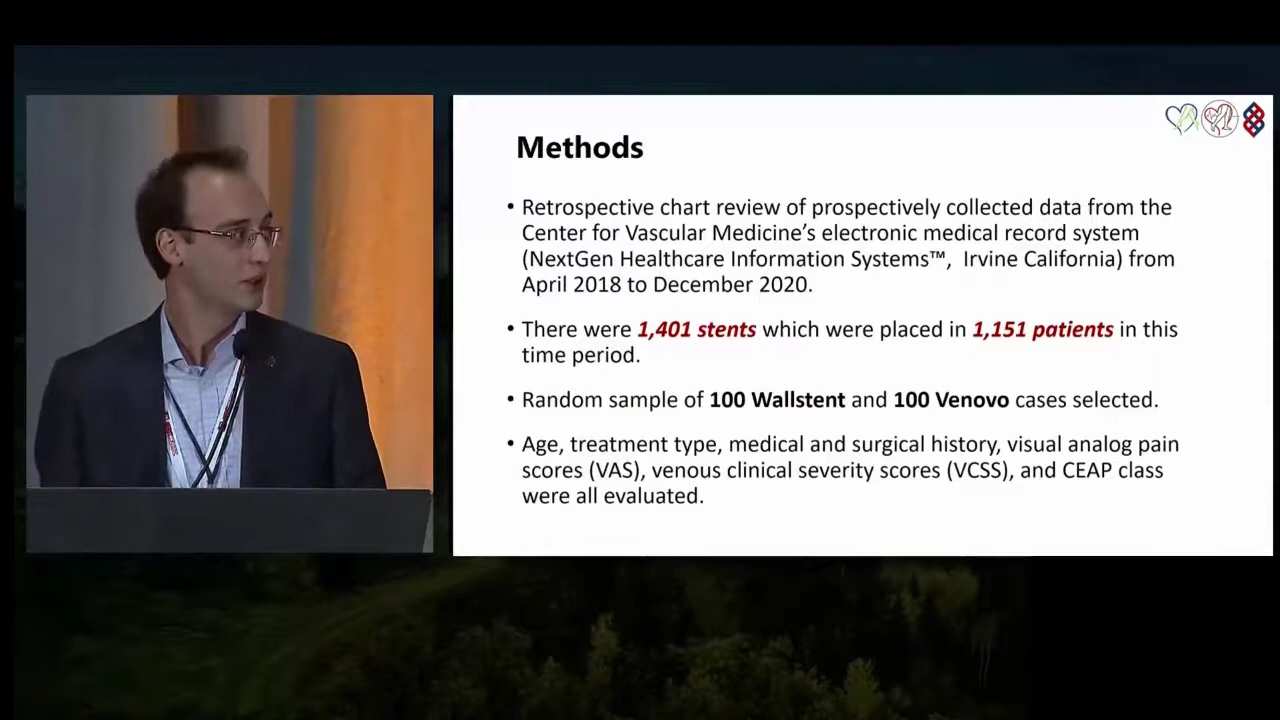 Methods
• Retrospective chart review of prospectively collected data from the
Center for Vascular Medicine's electronic medical record system
(NextGen Healthcare Information Systems™, Irvine California) from
April 2018 to December 2020.
• There were 1,401 stents which were placed in 1,151 patients in this
time period.
• Random sample of 100 Wallstent and 100 Venovo cases selected.
• Age, treatment type, medical and surgical history, visual analog pain
scores (VAS), venous clinical severity scores (VCSS), and CEAP class
were all evaluated.